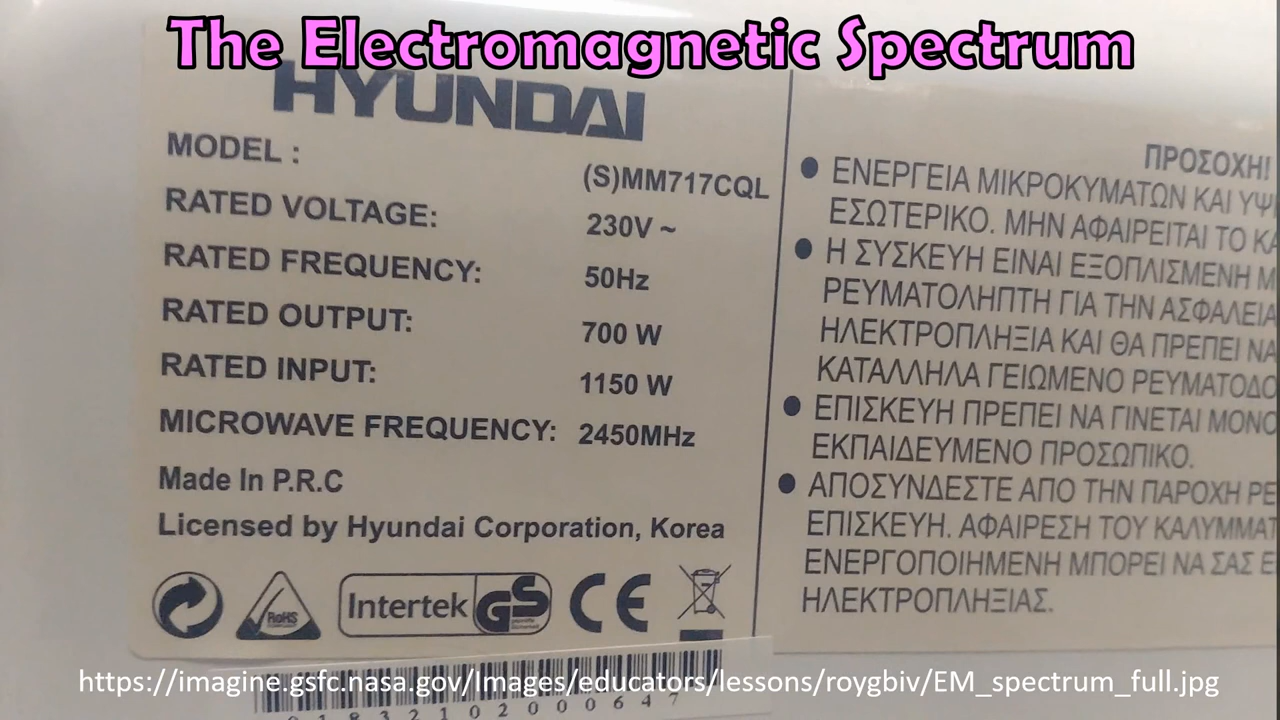 The Electromagnetic Spectrum
HYUNDAI
MODEL : (S)MM717CQL
RATED VOLTAGE: 230V ~
RATED FREQUENCY: 50Hz
RATED OUTPUT: 700 W
RATED INPUT: 1150 W
MICROWAVE FREQUENCY: 2450MHz
Made In P.R.C
Licensed by Hyundai Corporation, Korea
RoHS
Intertek GS
CE
ΠΡΟΣΟΧΗ!
● ΕΝΕΡΓΕΙΑ ΜΙΚΡΟΚΥΜΑΤΩΝ ΚΑΙ ΥΨ
ΕΣΩΤΕΡΙΚΟ. ΜΗΝ ΑΦΑΙΡΕΙΤΑΙ ΤΟ ΚΑ
● Η ΣΥΣΚΕΥΗ ΕΙΝΑΙ ΕΞΟΠΛΙΣΜΕΝΗ Μ
ΡΕΥΜΑΤΟΛΗΠΤΗ ΓΙΑ ΤΗΝ ΑΣΦΑΛΕΙΑ
ΗΛΕΚΤΡΟΠΛΗΞΙΑ ΚΑΙ ΘΑ ΠΡΕΠΕΙ ΝΑ
ΚΑΤΑΛΛΗΛΑ ΓΕΙΩΜΕΝΟ ΡΕΥΜΑΤΟΔΟ
● ΕΠΙΣΚΕΥΗ ΠΡΕΠΕΙ ΝΑ ΓΙΝΕΤΑΙ ΜΟΝΟ
ΕΚΠΑΙΔΕΥΜΕΝΟ ΠΡΟΣΩΠΙΚΟ.
● ΑΠΟΣΥΝΔΕΣΤΕ ΑΠΟ ΤΗΝ ΠΑΡΟΧΗ ΡΕ
ΕΠΙΣΚΕΥΗ. ΑΦΑΙΡΕΣΗ ΤΟΥ ΚΑΛΥΜΜΑΤ
ΕΝΕΡΓΟΠΟΙΗΜΕΝΗ ΜΠΟΡΕΙ ΝΑ ΣΑΣ Ε
ΗΛΕΚΤΡΟΠΛΗΞΙΑΣ.
https://imagine.gsfc.nasa.gov/Images/educators/lessons/roygbiv/EM_spectrum_full.jpg